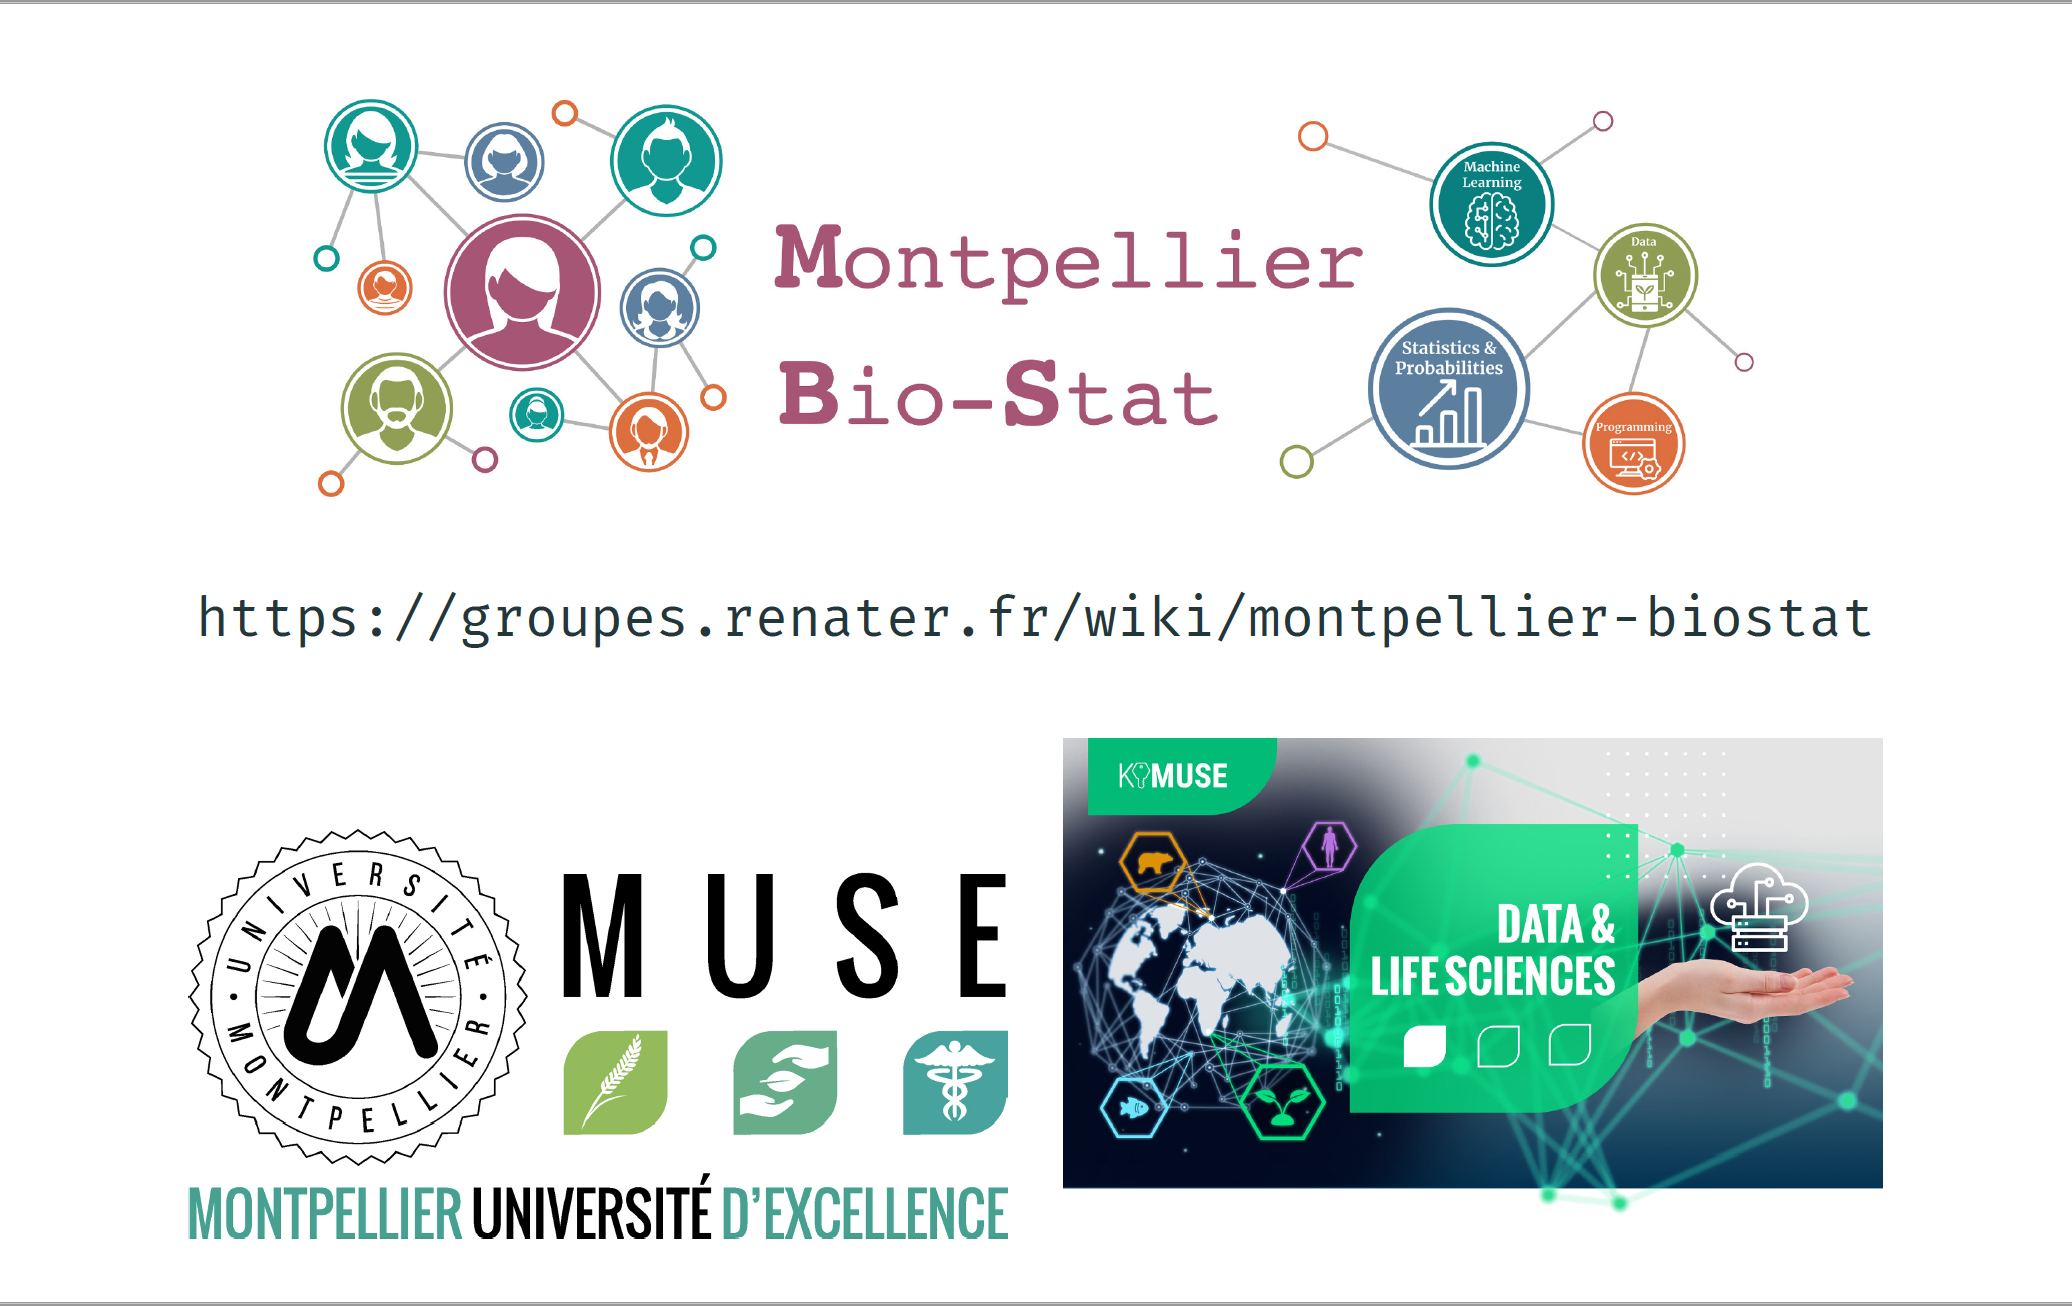 Montpellier
Bio-Stat
Machine
Learning
Data
Statistics &
Probabilities
Programming
https://groupes.renater.fr/wiki/montpellier-biostat
UNIVERSITÉ
MONTPELLIER
MUSE
MONTPELLIER UNIVERSITÉ D'EXCELLENCE
KIMUSE
DATA &
LIFE SCIENCES